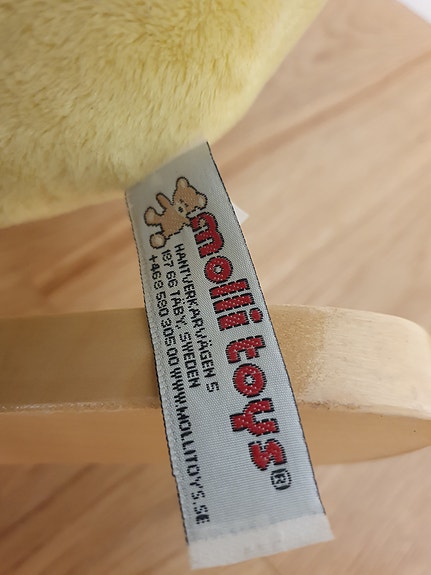 molli toys®
HANTVERKARVÄGEN 5
187 66 TÄBY, SWEDEN
+468 580 305 00 WWW.MOLLITOYS.SE